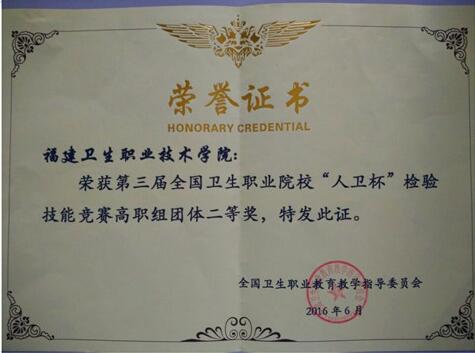 荣誉证书
HONORARY CREDENTIAL
福建卫生职业技术学院：
荣获第三届全国卫生职业院校“人卫杯”检验
技能竞赛高职组团体二等奖，特发此证。
全国卫生职业教育教学指导委员会
2016年6月